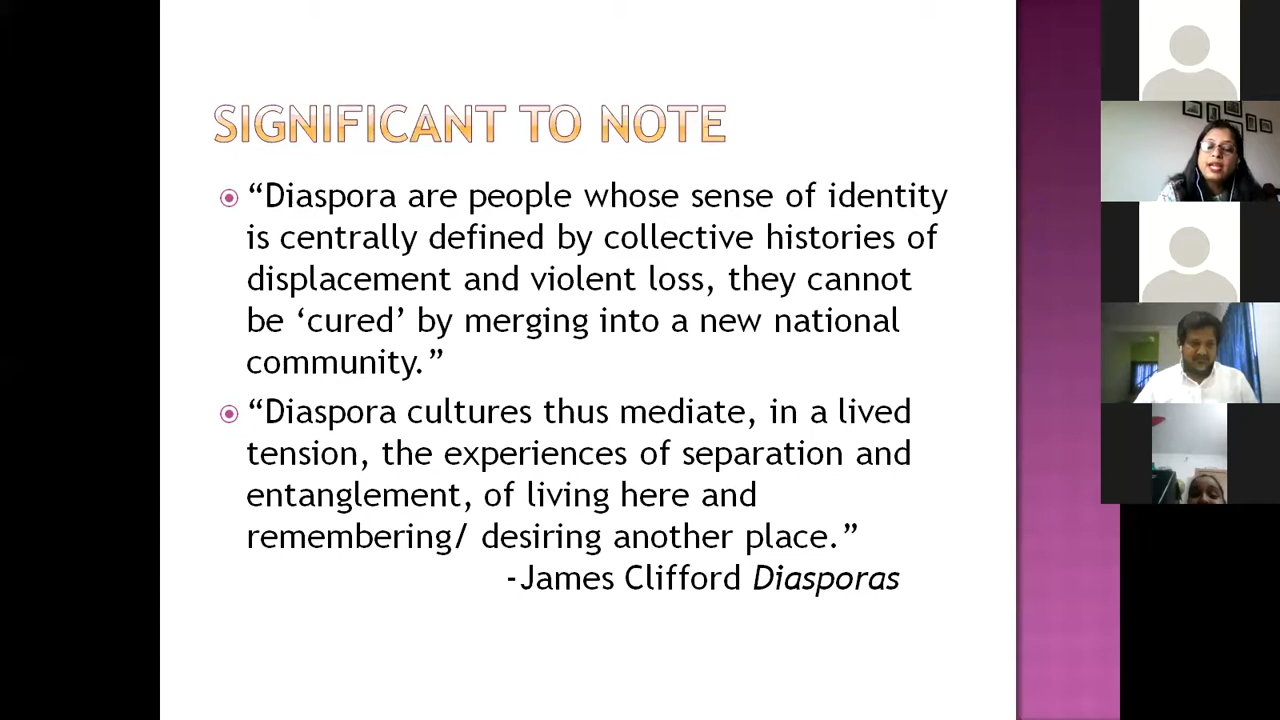 SIGNIFICANT TO NOTE
“Diaspora are people whose sense of identity
is centrally defined by collective histories of
displacement and violent loss, they cannot
be ‘cured’ by merging into a new national
community.”
“Diaspora cultures thus mediate, in a lived
tension, the experiences of separation and
entanglement, of living here and
remembering/ desiring another place.”
-James Clifford Diasporas